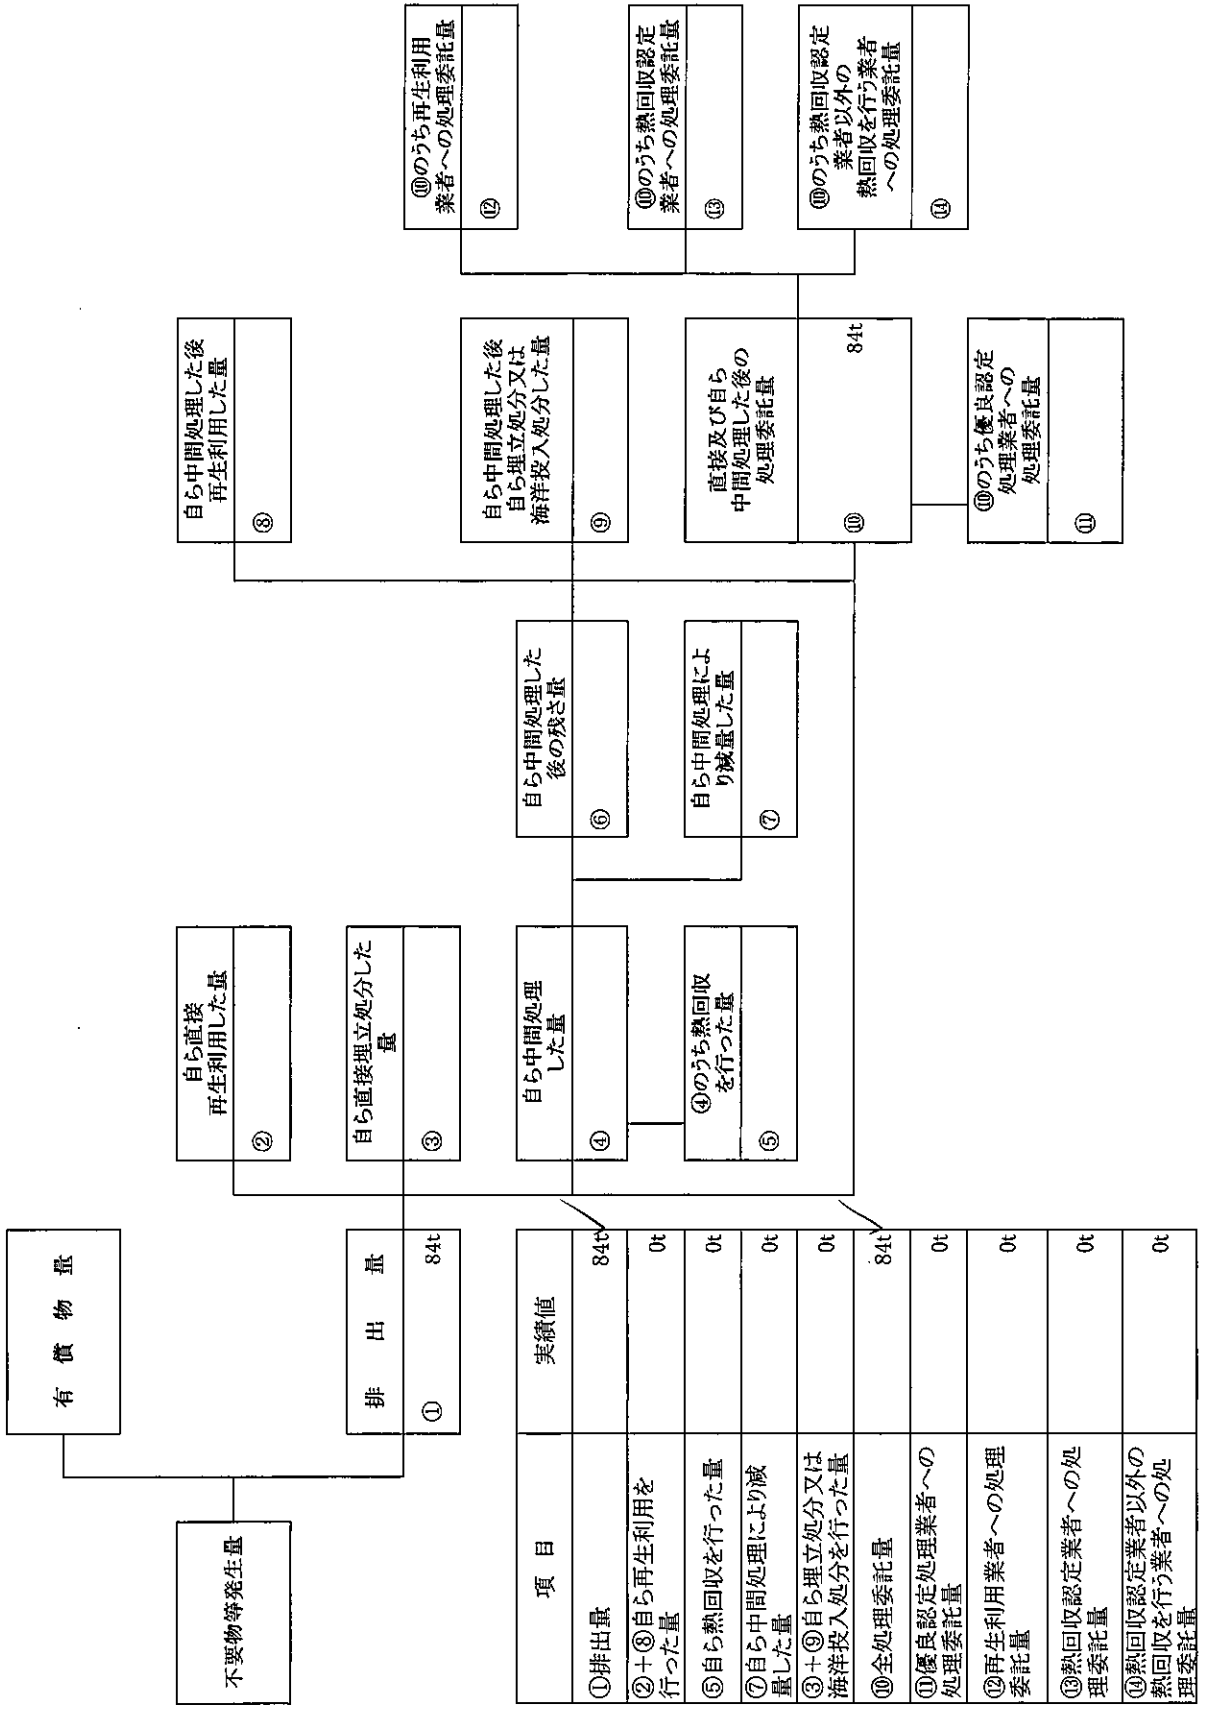 不要物等発生量
有 償 物 量
排 出 量
① 84t
自ら直接
再生利用した量
②
自ら直接埋立処分した
量
③
自ら中間処理
した量
④
④のうち熱回収
を行った量
⑤
自ら中間処理した
後の残さ量
⑥
自ら中間処理によ
り減量した量
⑦
自ら中間処理した後
再生利用した量
⑧
自ら中間処理した後
自ら埋立処分又は
海洋投入処分した量
⑨
直接及び自ら
中間処理した後の
処理委託量
⑩ 84t
⑩のうち優良認定
処理業者への
処理委託量
⑪
⑩のうち再生利用
業者への処理委託量
⑫
⑩のうち熱回収認定
業者への処理委託量
⑬
⑩のうち熱回収認定
業者以外の
熱回収を行う業者
への処理委託量
⑭
項 目 実績値
①排出量 84t
②+⑧自ら再生利用を
行った量 0t
⑤自ら熱回収を行った量 0t
⑦自ら中間処理により減
量した量 0t
③+⑨自ら埋立処分又は
海洋投入処分を行った量 0t
⑩全処理委託量 84t
⑪優良認定処理業者への
処理委託量 0t
⑫再生利用業者への処理
委託量 0t
⑬熱回収認定業者への処
理委託量 0t
⑭熱回収認定業者以外の
熱回収を行う業者への処
理委託量 0t